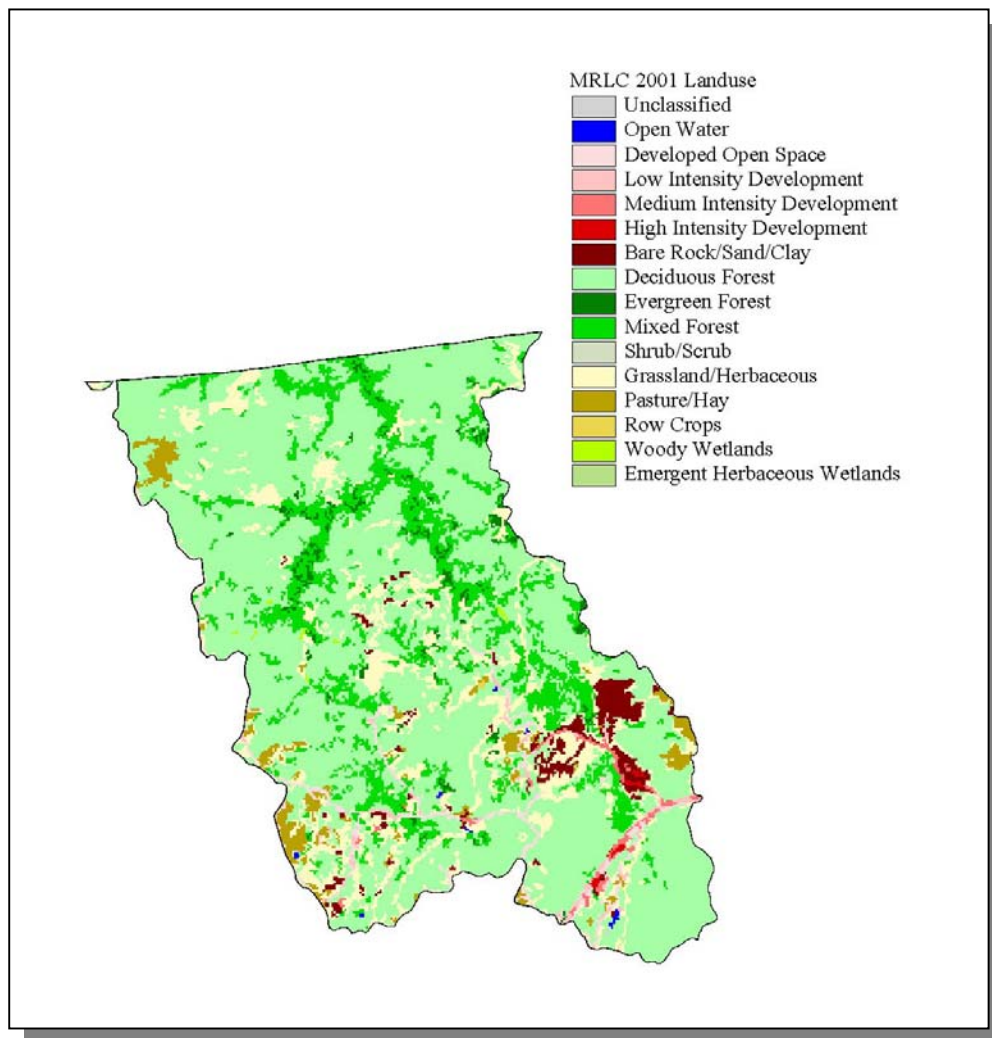 MRLC 2001 Landuse
Unclassified
Open Water
Developed Open Space
Low Intensity Development
Medium Intensity Development
High Intensity Development
Bare Rock/Sand/Clay
Deciduous Forest
Evergreen Forest
Mixed Forest
Shrub/Scrub
Grassland/Herbaceous
Pasture/Hay
Row Crops
Woody Wetlands
Emergent Herbaceous Wetlands